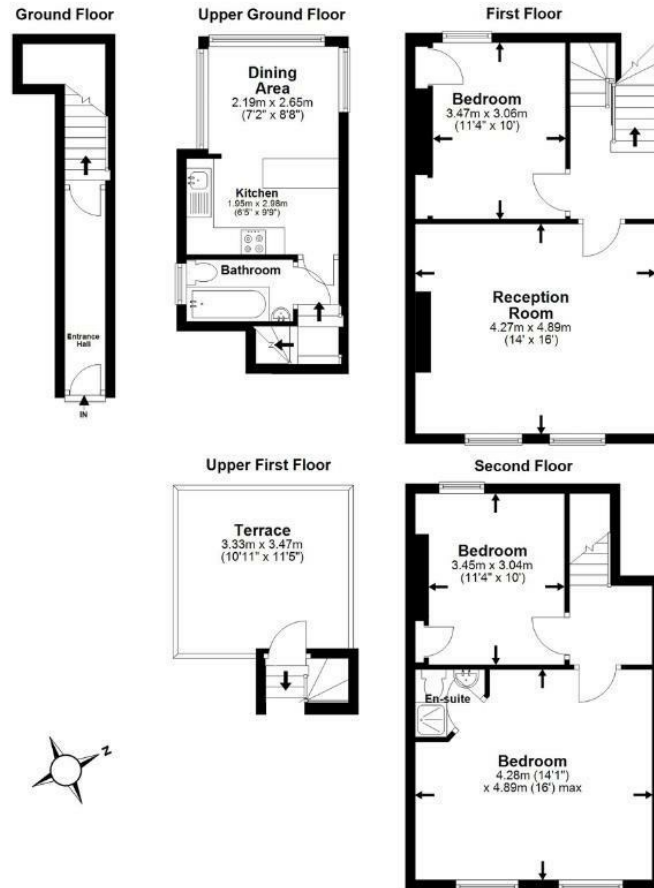 Ground Floor
Entrance
Hall
IN
Upper Ground Floor
Dining
Area
2.19m x 2.65m
(7'2" x 8'8")
Kitchen
1.95m x 2.98m
(6'5" x 9'9")
Bathroom
First Floor
Bedroom
3.47m x 3.06m
(11'4" x 10')
Reception
Room
4.27m x 4.89m
(14' x 16')
Upper First Floor
Terrace
3.33m x 3.47m
(10'11" x 11'5")
Second Floor
Bedroom
3.45m x 3.04m
(11'4" x 10')
En-suite
Bedroom
4.28m (14'1")
x 4.89m (16') max
N